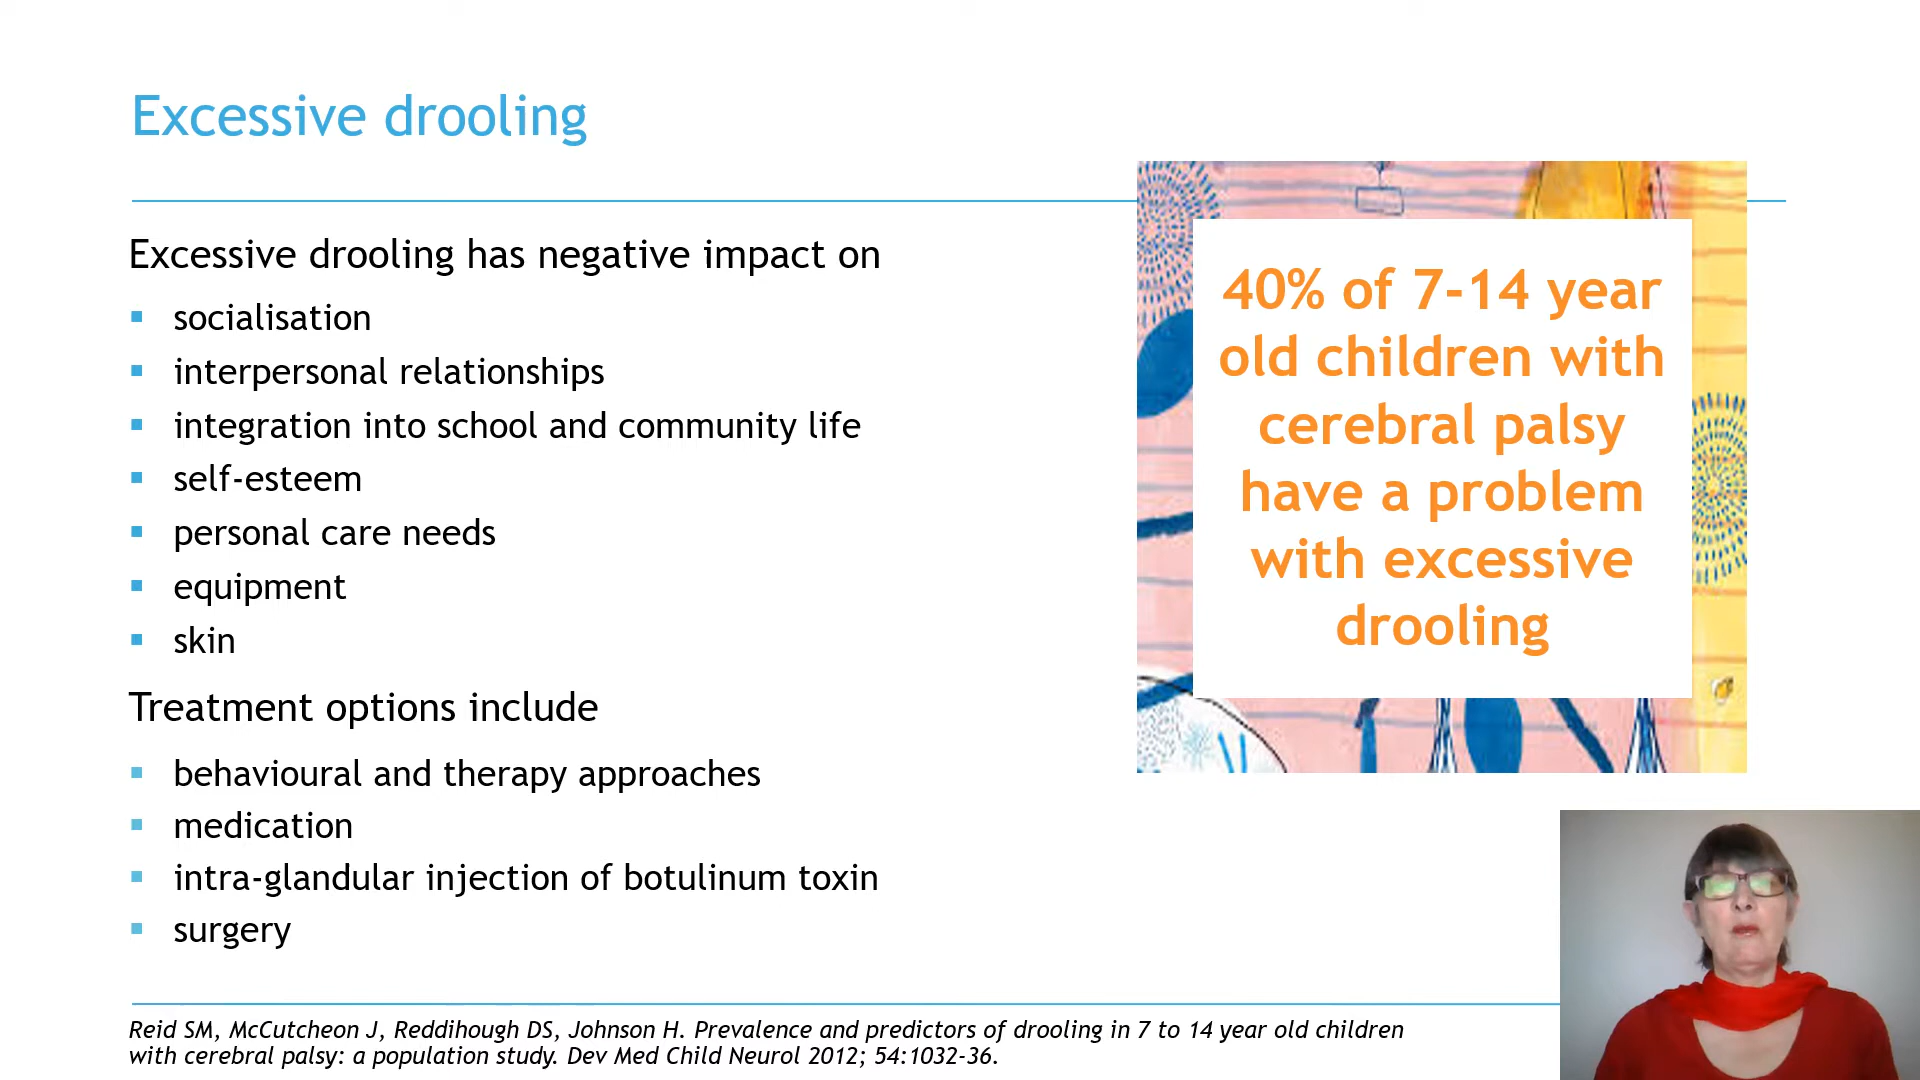 Excessive drooling
Excessive drooling has negative impact on
socialisation
interpersonal relationships
integration into school and community life
self-esteem
personal care needs
equipment
skin
Treatment options include
behavioural and therapy approaches
medication
intra-glandular injection of botulinum toxin
surgery
40% of 7-14 year
old children with
cerebral palsy
have a problem
with excessive
drooling
Reid SM, McCutcheon J, Reddihough DS, Johnson H. Prevalence and predictors of drooling in 7 to 14 year old children
with cerebral palsy: a population study. Dev Med Child Neurol 2012; 54:1032-36.